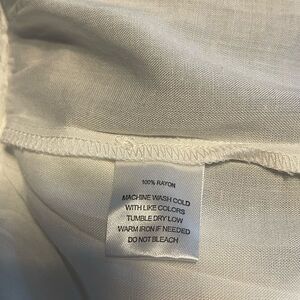 100% RAYON
MACHINE WASH COLD
WITH LIKE COLORS
TUMBLE DRY LOW
WARM IRON IF NEEDED
DO NOT BLEACH